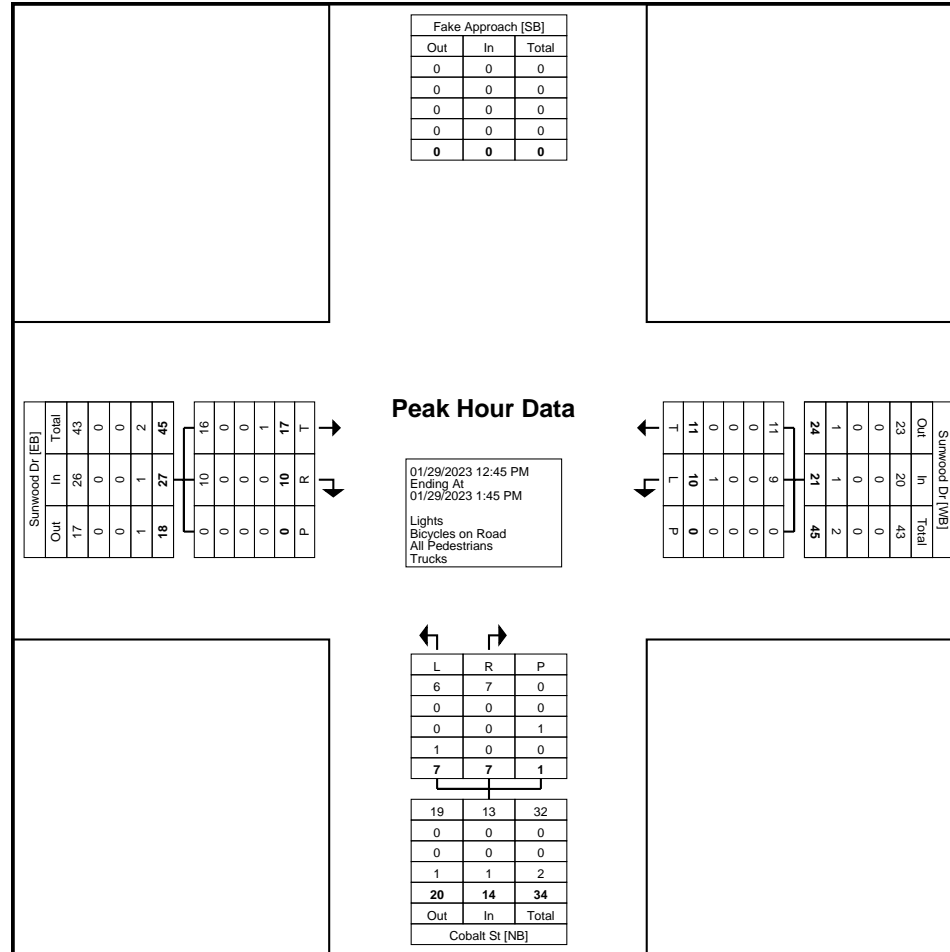 Fake Approach [SB]
Out In Total
0 0 0
0 0 0
0 0 0
0 0 0
0 0 0
Peak Hour Data
01/29/2023 12:45 PM
Ending At
01/29/2023 1:45 PM
Lights
Bicycles on Road
All Pedestrians
Trucks
Sunwood Dr [EB]
Total 43 0 0 2 45
In 26 0 0 1 27
Out 17 0 0 1 18
16 0 0 1 17 T
10 0 0 0 10 R
0 0 0 0 0 P
T 11 0 0 0 11
L 10 1 0 0 9
P 0 0 0 0 0
24 1 0 0 23 Out
21 1 0 0 20 In
45 2 0 0 43 Total
Sunwood Dr [WB]
L R P
6 7 0
0 0 0
0 0 1
1 0 0
7 7 1
19 13 32
0 0 0
0 0 0
1 1 2
20 14 34
Out In Total
Cobalt St [NB]